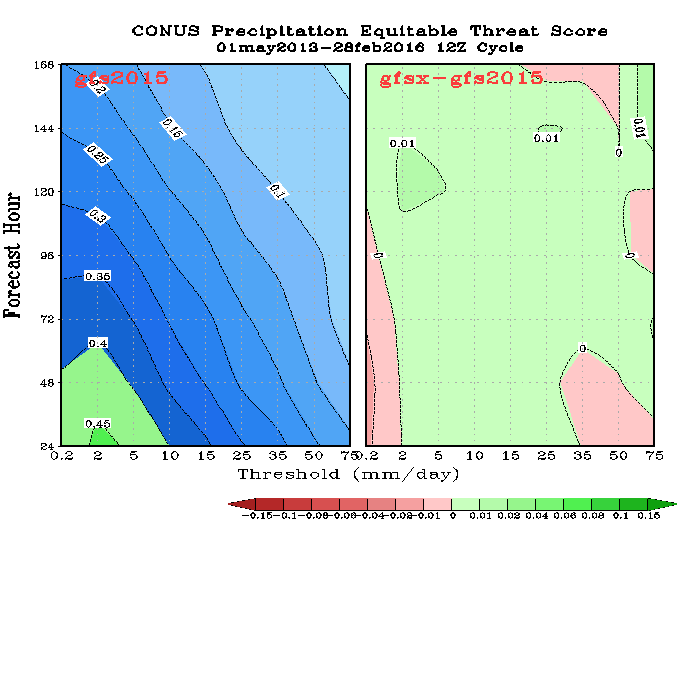 CONUS Precipitation Equitable Threat Score
01may2013-28feb2016 12Z Cycle
gfs2015
gfsx-gfs2015
Forecast Hour
168
144
120
96
72
48
24
0.2
0.15
0.25
0.1
0.3
0.35
0.4
0.45
0.01
0.01
0.01
0
0
0
0
0.2 2 5 10 15 25 35 50 75
0.2 2 5 10 15 25 35 50 75
Threshold (mm/day)
-0.15 -0.1 -0.08 -0.06 -0.04 -0.02 -0.01 0 0.01 0.02 0.04 0.06 0.08 0.1 0.15